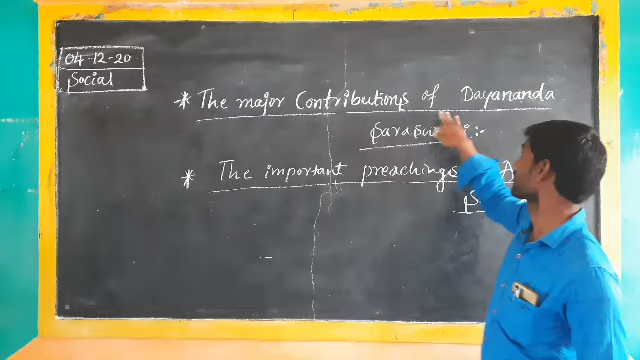 04-12-20
Social
* The major Contributions of Dayananda
* The important preachings